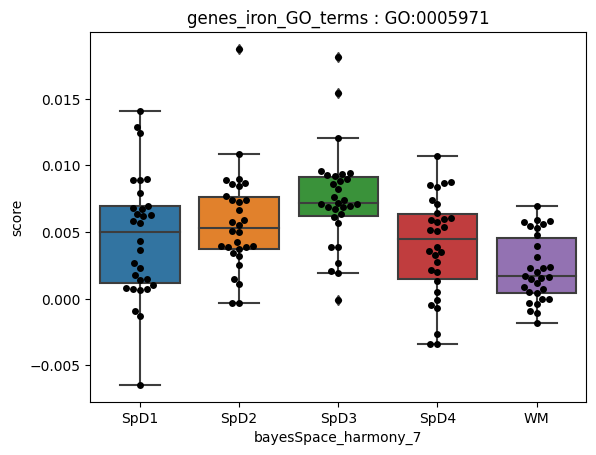 genes_iron_GO_terms : GO:0005971
score
0.015
0.010
0.005
0.000
−0.005
SpD1 SpD2 SpD3 SpD4 WM
bayesSpace_harmony_7